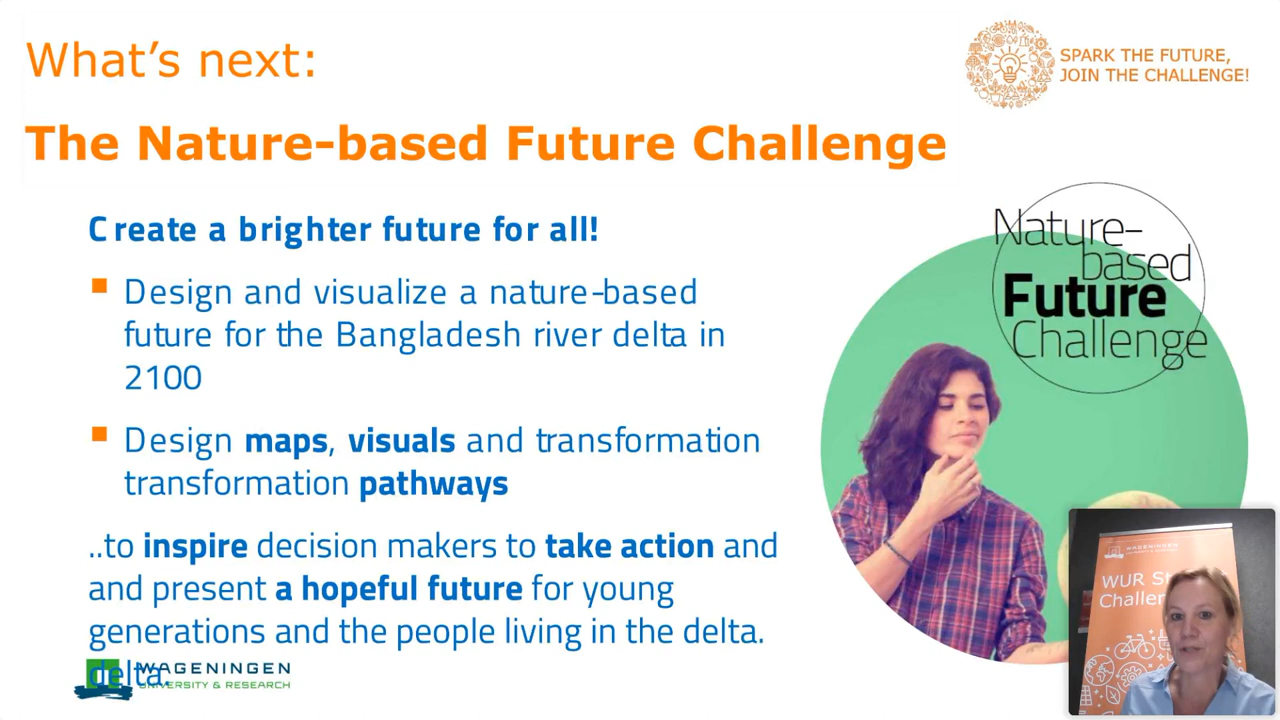 What's next:
SPARK THE FUTURE,
JOIN THE CHALLENGE!
The Nature-based Future Challenge
Create a brighter future for all!
Design and visualize a nature-based
future for the Bangladesh river delta in
2100
Design maps, visuals and transformation
transformation pathways
..to inspire decision makers to take action and
and present a hopeful future for young
generations and the people living in the delta.
delta.
WAGENINGEN
UNIVERSITY & RESEARCH
Nature-
based
Future
Challenge
WAGENINGEN
WUR